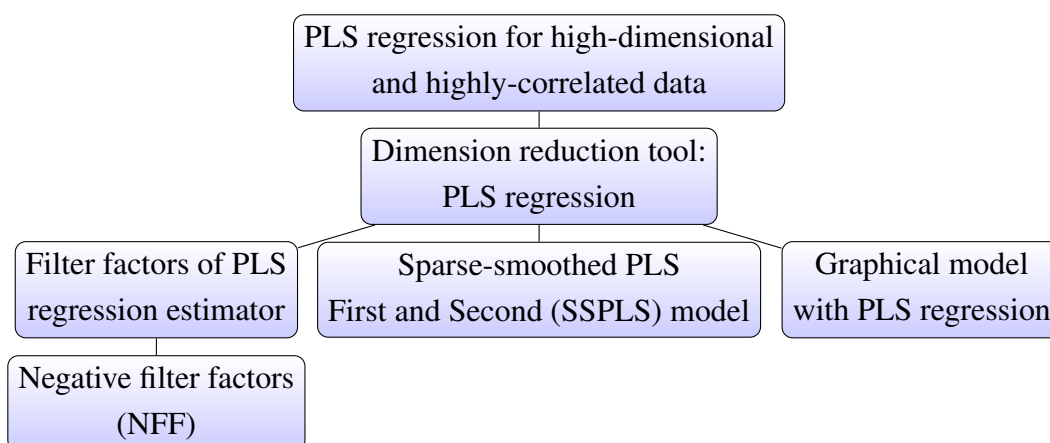 PLS regression for high-dimensional
and highly-correlated data
Dimension reduction tool:
PLS regression
Filter factors of PLS
regression estimator
Sparse-smoothed PLS
First and Second (SSPLS) model
Graphical model
with PLS regression
Negative filter factors
(NFF)